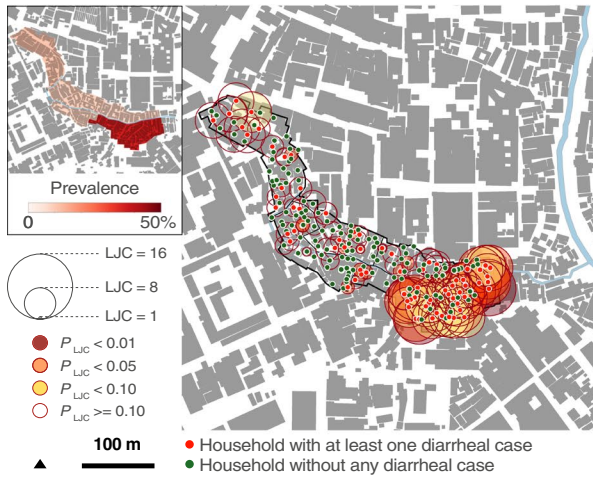 Prevalence
0 50%
LJC = 16
LJC = 8
LJC = 1
P LJC < 0.01
P LJC < 0.05
P LJC < 0.10
P LJC >= 0.10
100 m
Household with at least one diarrheal case
Household without any diarrheal case